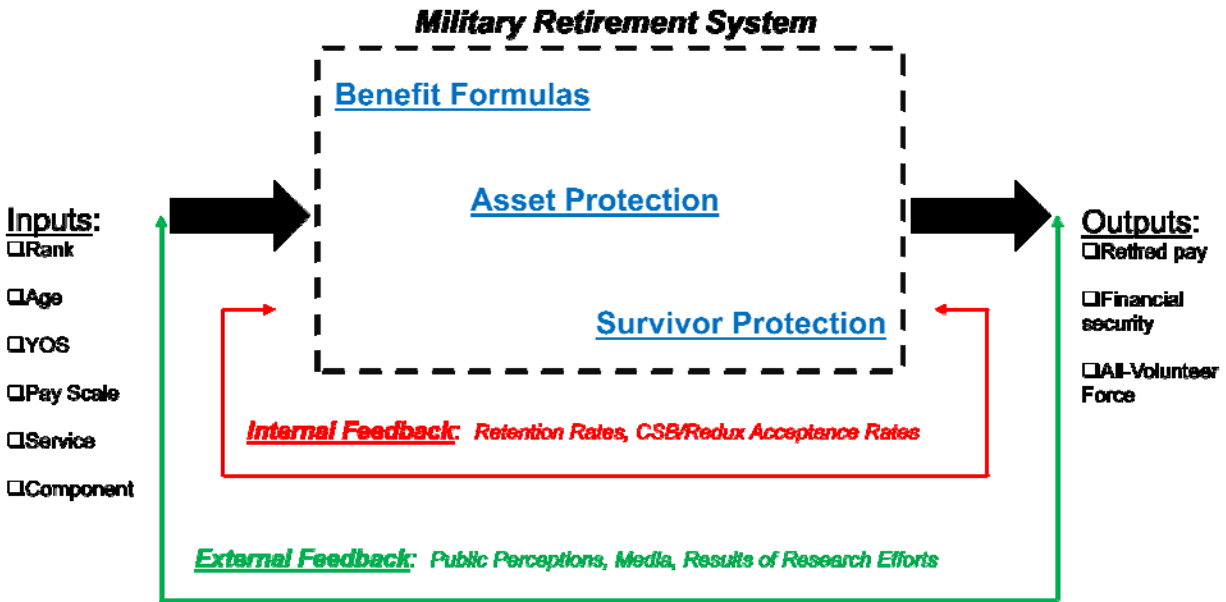 Military Retirement System
Benefit Formulas
Asset Protection
Survivor Protection
Inputs:
❑Rank
❑Age
❑YOS
❑Pay Scale
❑Service
❑Component
Outputs:
❑Retired pay
❑Financial
security
❑All-Volunteer
Force
Internal Feedback: Retention Rates, CSB/Redux Acceptance Rates
External Feedback: Public Perceptions, Media, Results of Research Efforts